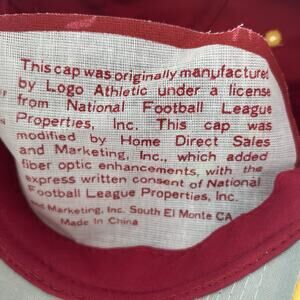 This cap was originally manufactured
by Logo Athletic under a license
from National Football League
Properties, Inc. This cap was
modified by Home Direct Sales
and Marketing, Inc., which added
fiber optic enhancements, with the
express written consent of National
Football League Properties, Inc.
Marketing, Inc. South El Monte CA
Made in China